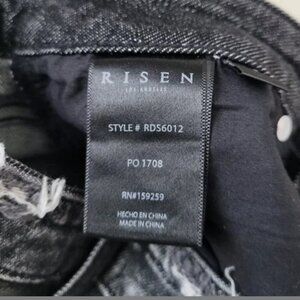 RISEN
LOS ANGELES
STYLE # RDS6012
PO 1708
RN#159259
HECHO EN CHINA
MADE IN CHINA